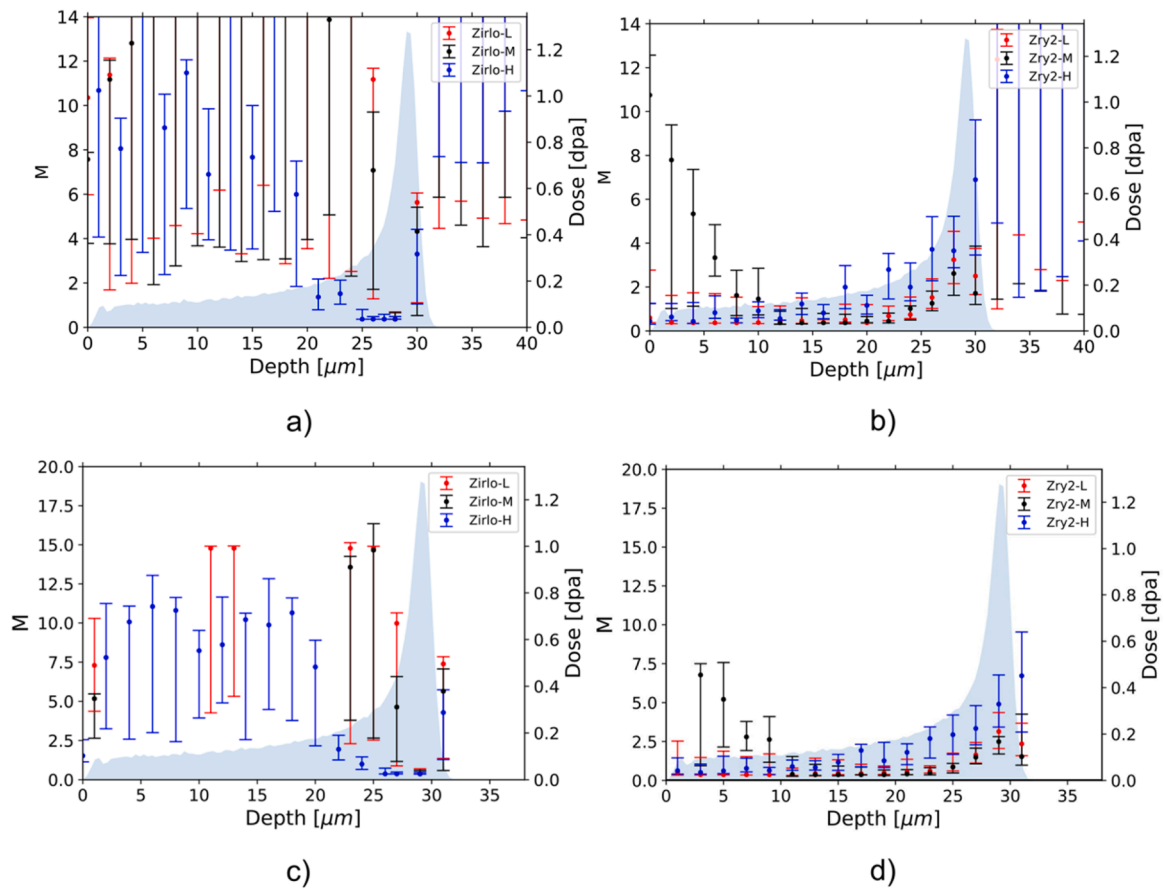 14
12
10
8
6
4
2
0
M
0 5 10 15 20 25 30 35 40
Depth [μm]
1.2
1.0
0.8
0.6
0.4
0.2
0.0
Dose [dpa]
Zirlo-L
Zirlo-M
Zirlo-H
a)
14
12
10
8
6
4
2
0
M
0 5 10 15 20 25 30 35 40
Depth [μm]
1.2
1.0
0.8
0.6
0.4
0.2
0.0
Dose [dpa]
Zry2-L
Zry2-M
Zry2-H
b)
20.0
17.5
15.0
12.5
10.0
7.5
5.0
2.5
0.0
M
0 5 10 15 20 25 30 35
Depth [μm]
1.2
1.0
0.8
0.6
0.4
0.2
0.0
Dose [dpa]
Zirlo-L
Zirlo-M
Zirlo-H
c)
20.0
17.5
15.0
12.5
10.0
7.5
5.0
2.5
0.0
M
0 5 10 15 20 25 30 35
Depth [μm]
1.2
1.0
0.8
0.6
0.4
0.2
0.0
Dose [dpa]
Zry2-L
Zry2-M
Zry2-H
d)